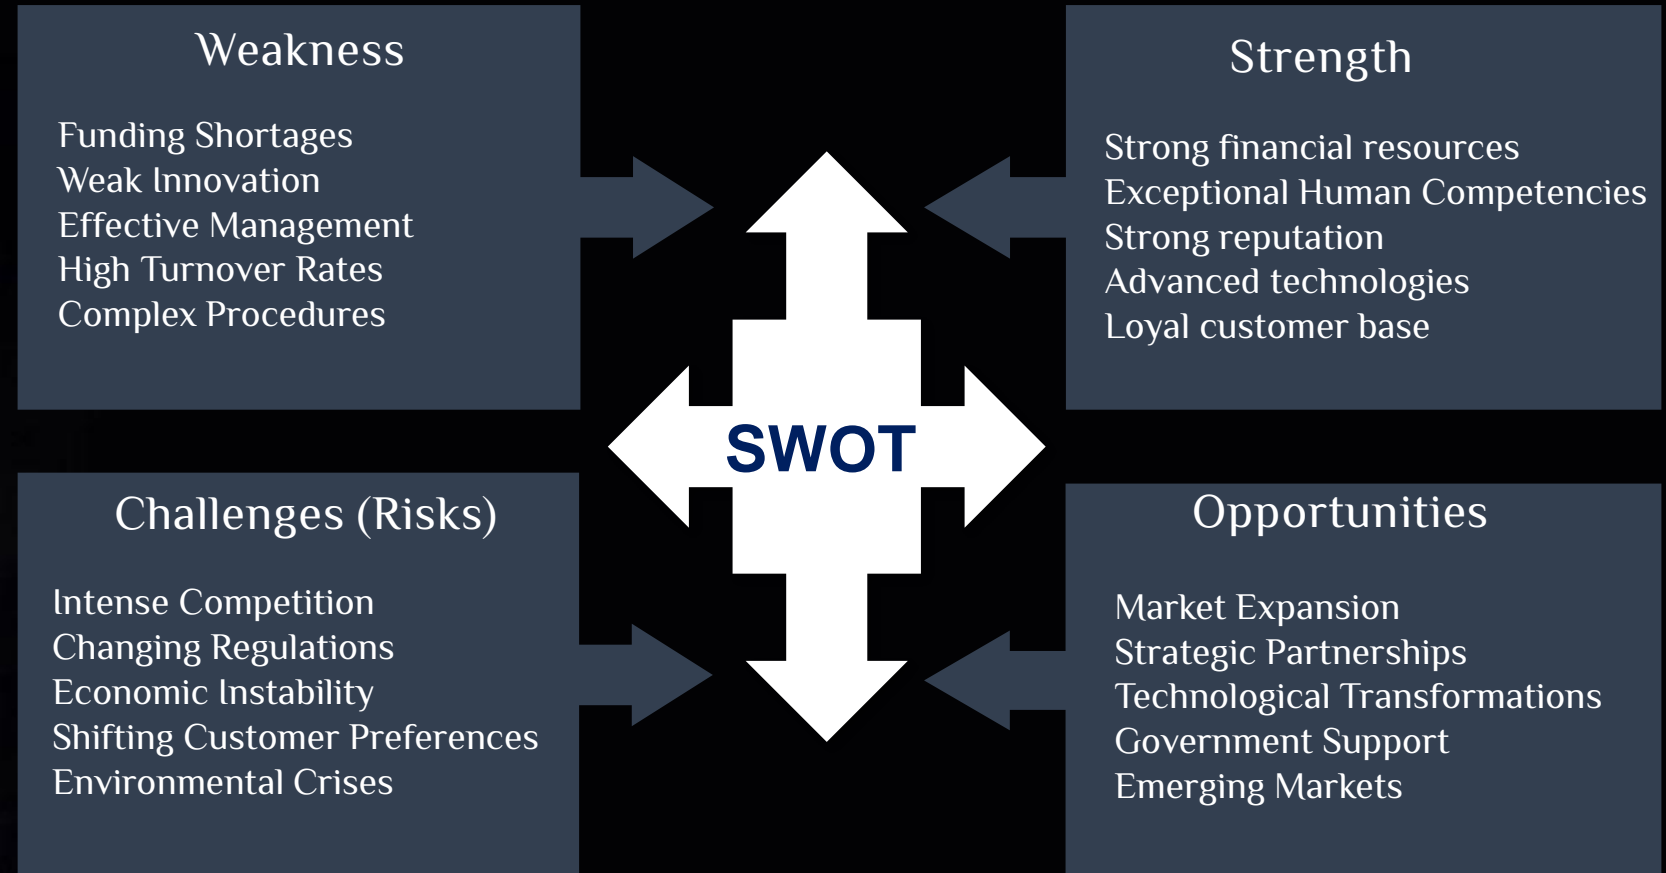 Weakness
Funding Shortages
Weak Innovation
Effective Management
High Turnover Rates
Complex Procedures
Strength
Strong financial resources
Exceptional Human Competencies
Strong reputation
Advanced technologies
Loyal customer base
SWOT
Challenges (Risks)
Intense Competition
Changing Regulations
Economic Instability
Shifting Customer Preferences
Environmental Crises
Opportunities
Market Expansion
Strategic Partnerships
Technological Transformations
Government Support
Emerging Markets